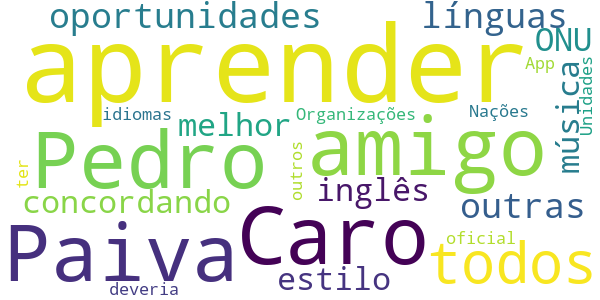 oportunidades
línguas
aprender
ONU
App
música
Unidades
idiomas
melhor
Organizações
Nações
Pedro
amigo
outros
ter
inglês
concordando
outras
Paiva
Caro
todos
oficial
estilo
deveria